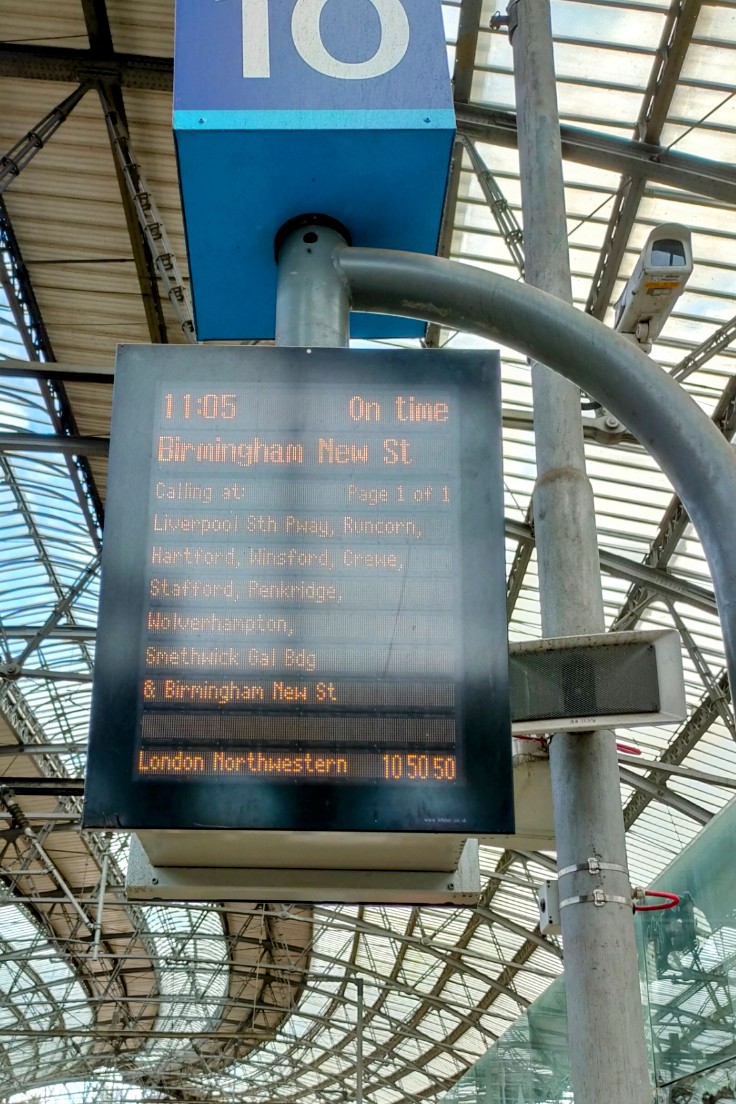 10
11:05 On time
Birmingham New St
Calling at: Page 1 of 1
Liverpool Sth Pway, Runcorn,
Hartford, Winsford, Crewe,
Stafford, Penkridge,
Wolverhampton,
Smethwick Gal Bdg
& Birmingham New St
London Northwestern 10 50 50